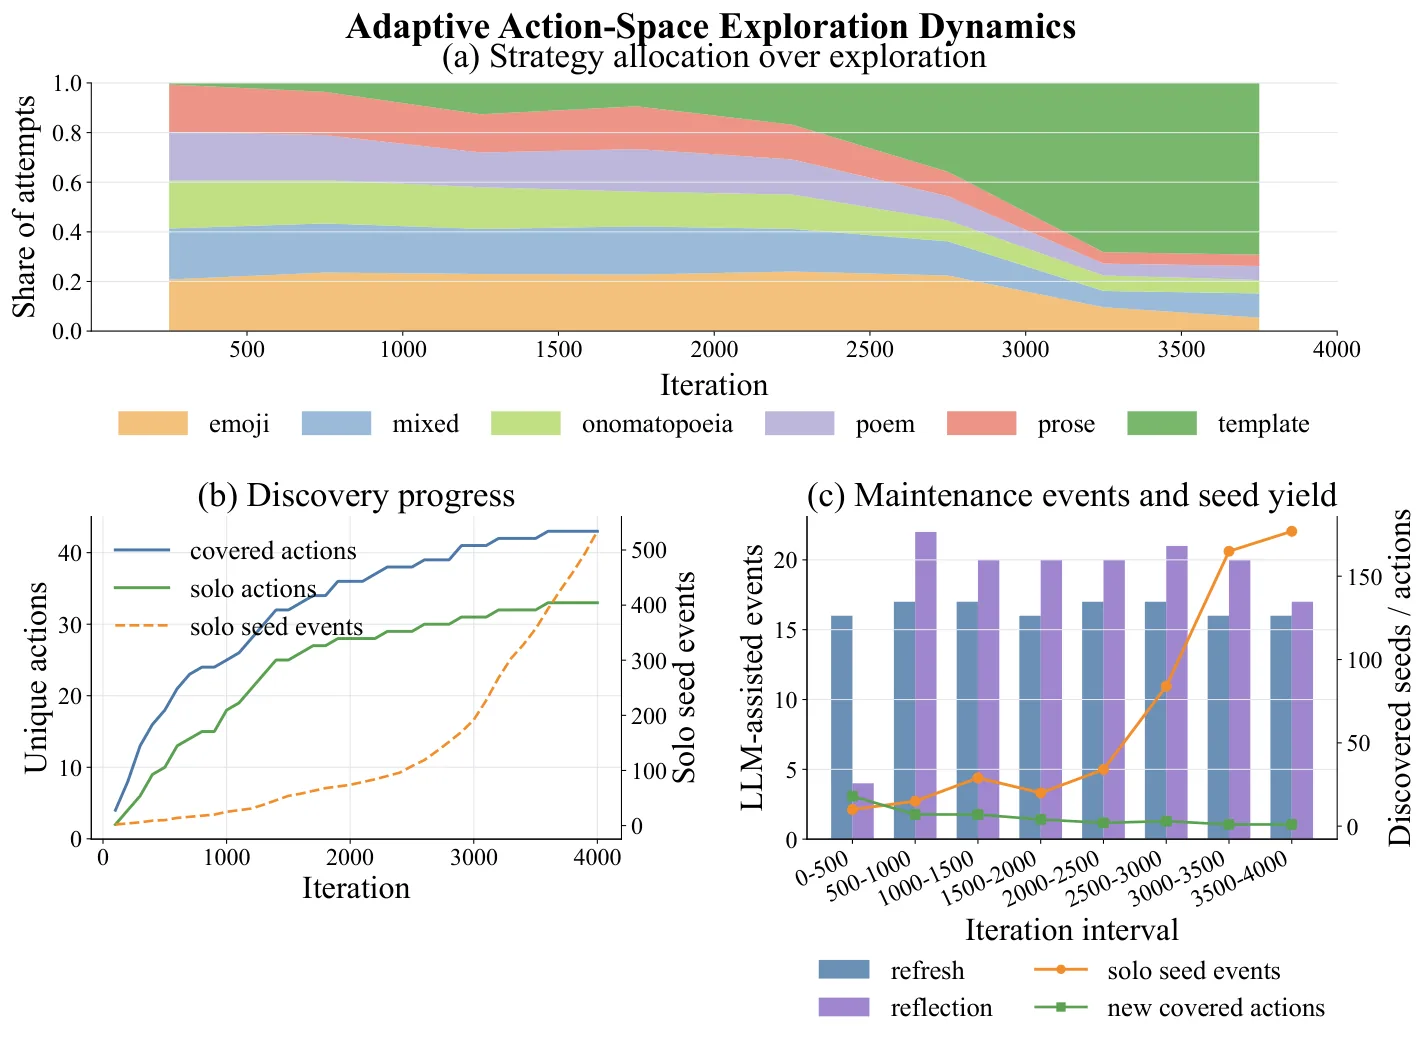 Adaptive Action-Space Exploration Dynamics
(a) Strategy allocation over exploration
Share of attempts
1.0
0.8
0.6
0.4
0.2
0.0
500 1000 1500 2000 2500 3000 3500 4000
Iteration
emoji mixed onomatopoeia poem prose template
(b) Discovery progress
Unique actions
40
30
20
10
0
covered actions
solo actions
solo seed events
500
400
300
200
100
0
Solo seed events
0 1000 2000 3000 4000
Iteration
(c) Maintenance events and seed yield
LLM-assisted events
20
15
10
5
0
150
100
50
0
Discovered seeds / actions
0-500 500-1000 1000-1500 1500-2000 2000-2500 2500-3000 3000-3500 3500-4000
Iteration interval
refresh solo seed events
reflection new covered actions